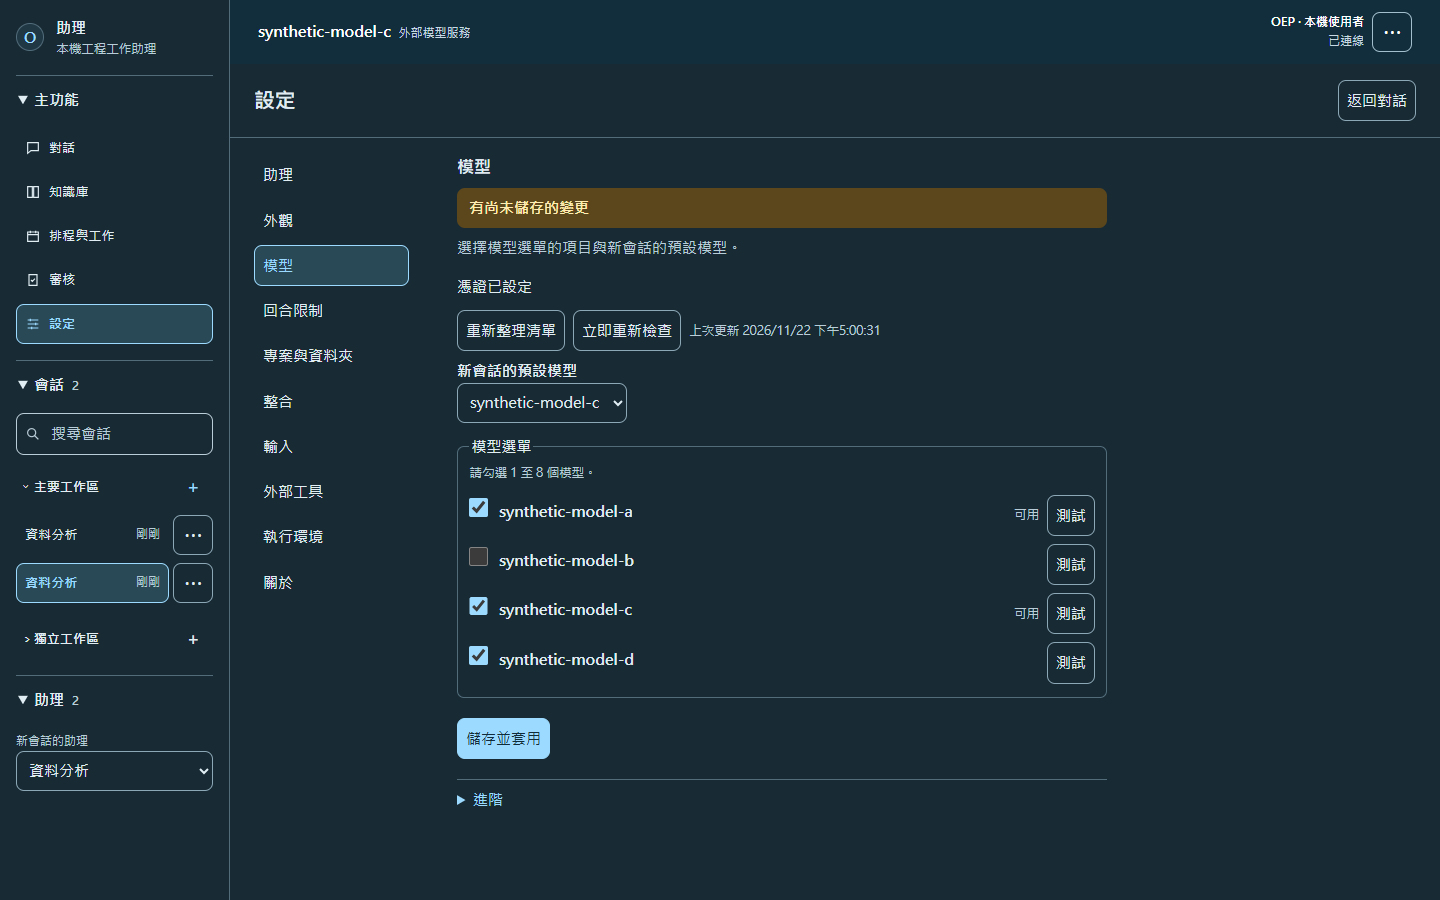 O
助理
本機工程工作助理
▼ 主功能
對話
知識庫
排程與工作
審核
設定
▼ 會話 2
搜尋會話
主要工作區 +
資料分析 剛剛 ...
資料分析 剛剛 ...
獨立工作區 +
▼ 助理 2
新會話的助理
資料分析
synthetic-model-c 外部模型服務
OEP · 本機使用者
已連線
...
設定
返回對話
助理
外觀
模型
回合限制
專案與資料夾
整合
輸入
外部工具
執行環境
關於
模型
有尚未儲存的變更
選擇模型選單的項目與新會話的預設模型。
憑證已設定
重新整理清單 立即重新檢查 上次更新 2026/11/22 下午5:00:31
新會話的預設模型
synthetic-model-c
模型選單
請勾選 1 至 8 個模型。
synthetic-model-a 可用 測試
synthetic-model-b 測試
synthetic-model-c 可用 測試
synthetic-model-d 測試
儲存並套用
▶ 進階